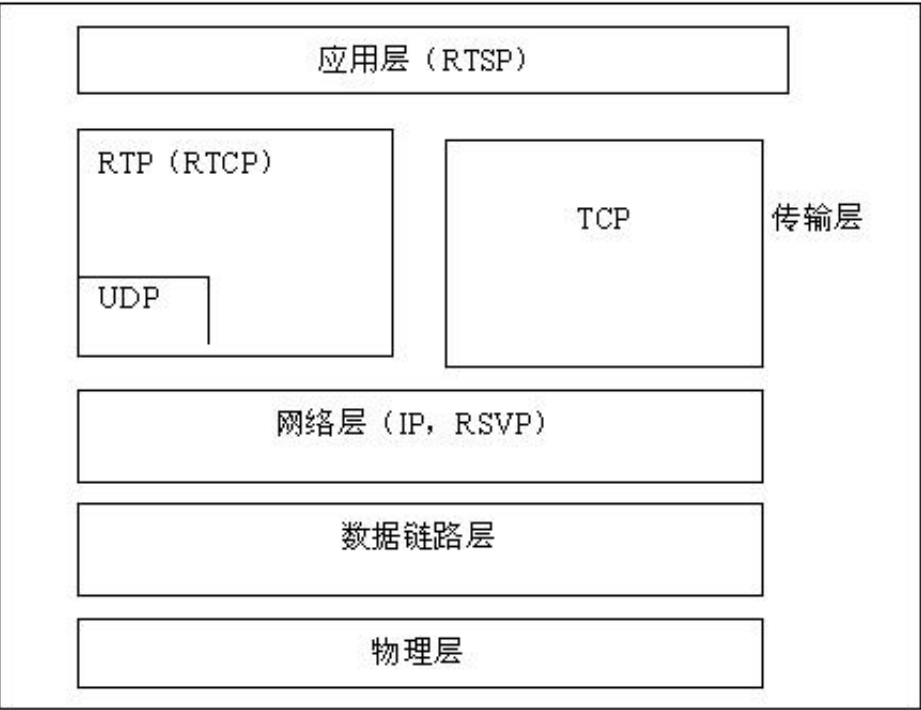 应用层（RTSP）
RTP（RTCP）
TCP
传输层
UDP
网络层（IP，RSVP）
数据链路层
物理层